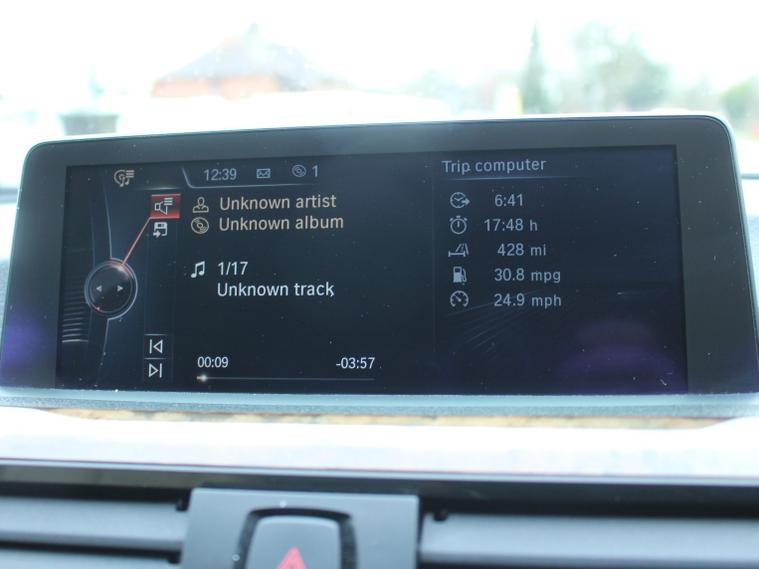 12:39 1
Unknown artist
Unknown album
1/17
Unknown track
00:09 -03:57
Trip computer
6:41
17:48 h
428 mi
30.8 mpg
24.9 mph